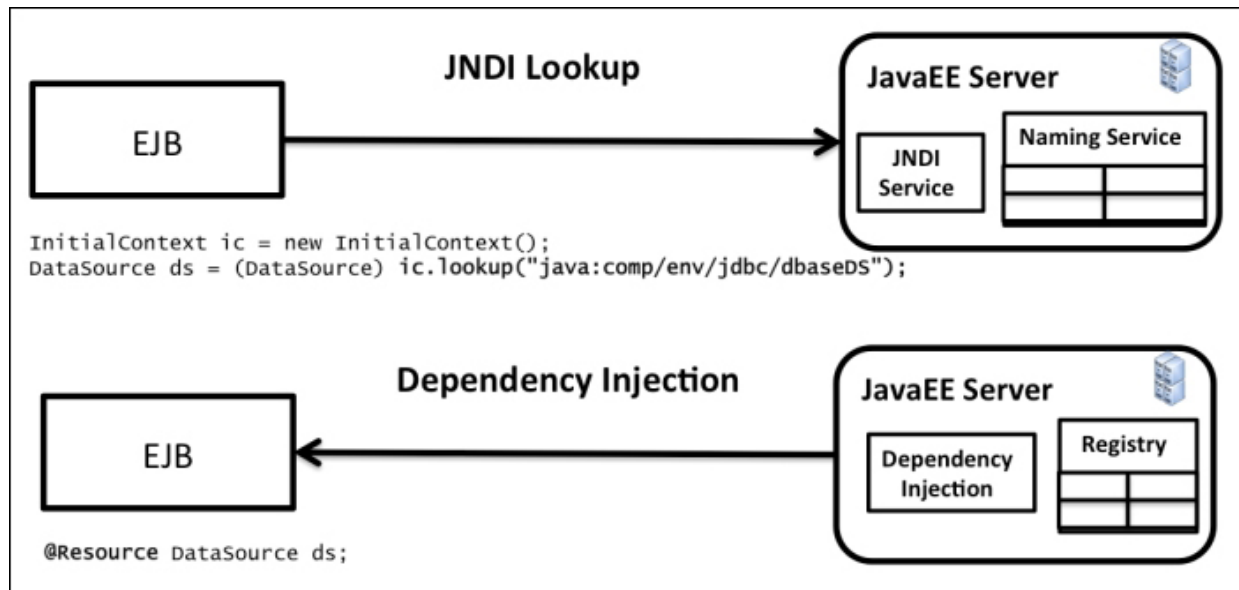 JNDI Lookup
JavaEE Server
EJB
JNDI
Service
Naming Service
InitialContext ic = new InitialContext();
DataSource ds = (DataSource) ic.lookup("java:comp/env/jdbc/dbaseDS");
Dependency Injection
JavaEE Server
EJB
Dependency
Injection
Registry
@Resource DataSource ds;